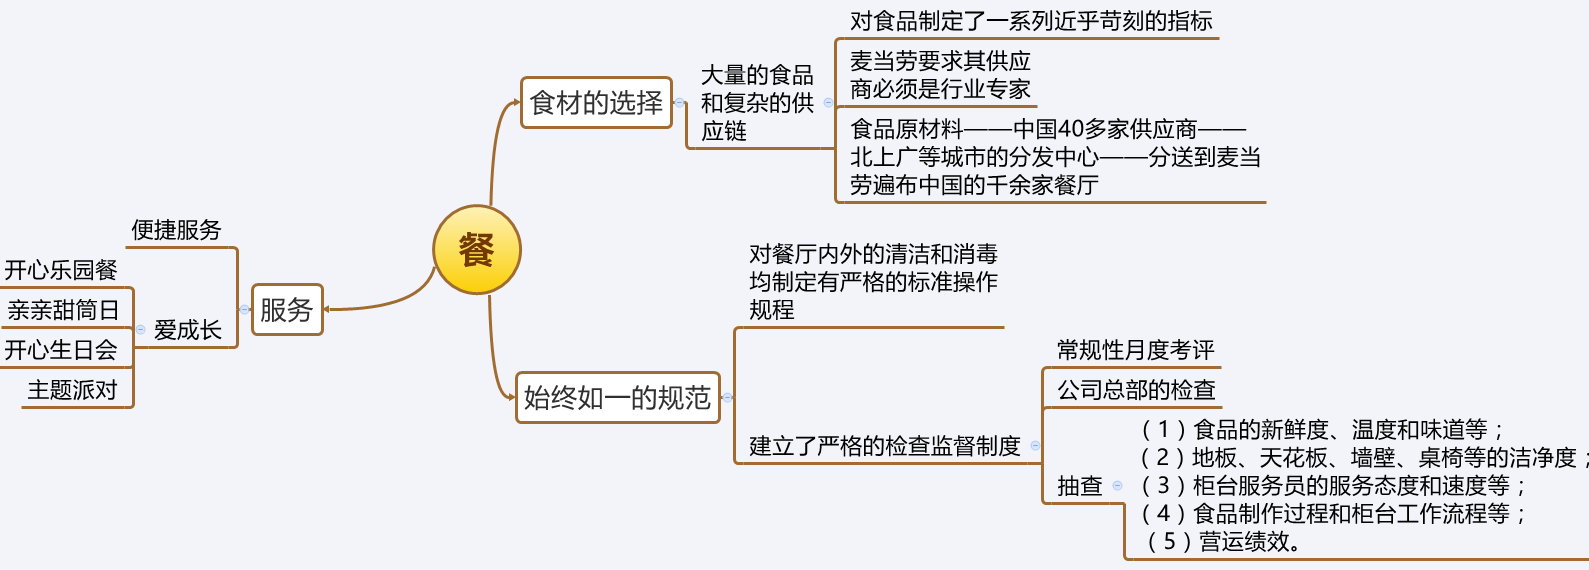 餐
食材的选择
大量的食品
和复杂的供
应链
对食品制定了一系列近乎苛刻的指标
麦当劳要求其供应
商必须是行业专家
食品原材料——中国40多家供应商——
北上广等城市的分发中心——分送到麦当
劳遍布中国的千余家餐厅
始终如一的规范
对餐厅内外的清洁和消毒
均制定有严格的标准操作
规程
建立了严格的检查监督制度
常规性月度考评
公司总部的检查
抽查
（1）食品的新鲜度、温度和味道等；
（2）地板、天花板、墙壁、桌椅等的洁净度；
（3）柜台服务员的服务态度和速度等；
（4）食品制作过程和柜台工作流程等；
（5）营运绩效。
服务
便捷服务
爱成长
开心乐园餐
亲亲甜筒日
开心生日会
主题派对